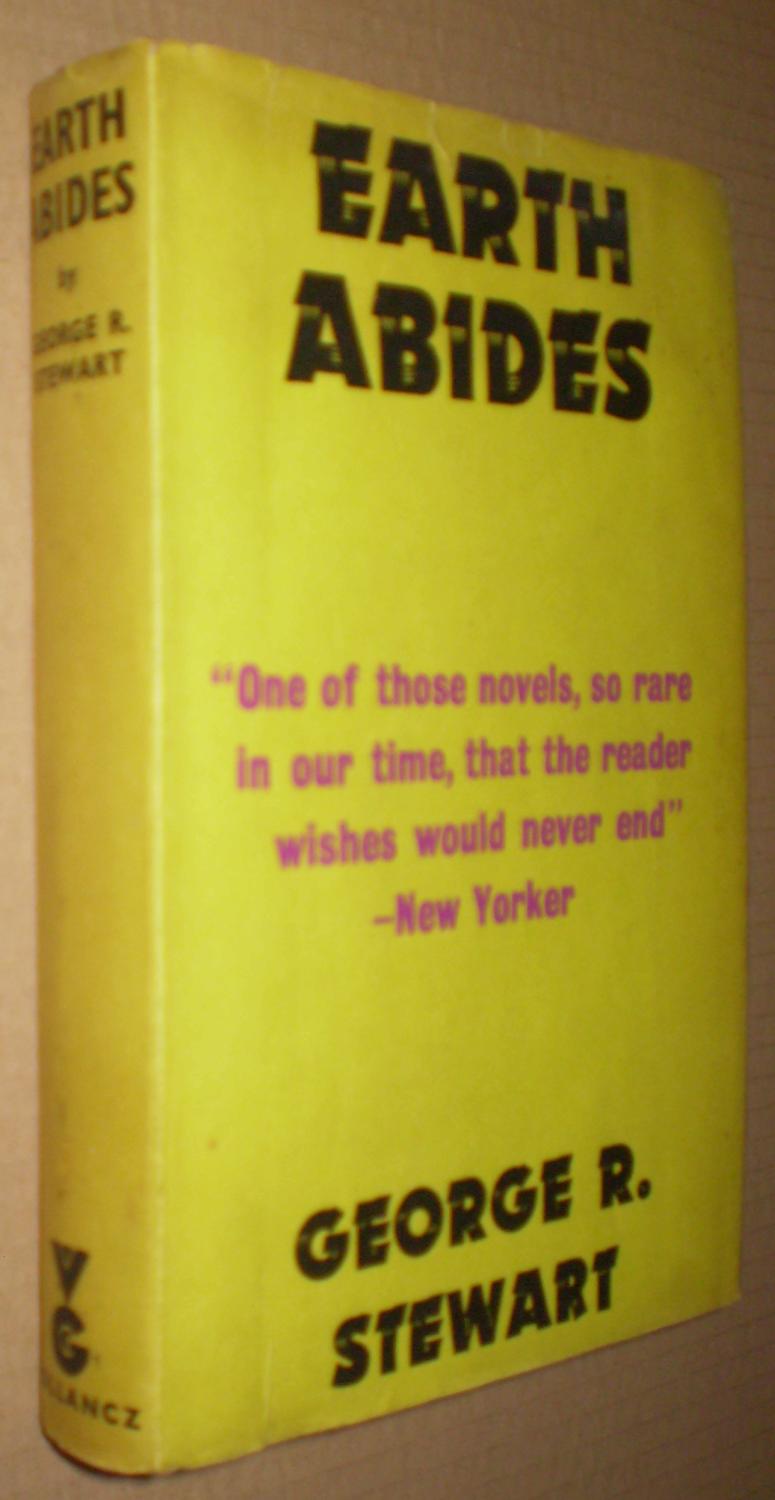 EARTH
ABIDES
by
GEORGE R.
STEWART
VG
GOLLANCZ
EARTH
ABIDES
"One of those novels, so rare
in our time, that the reader
wishes would never end"
–New Yorker
GEORGE R.
STEWART